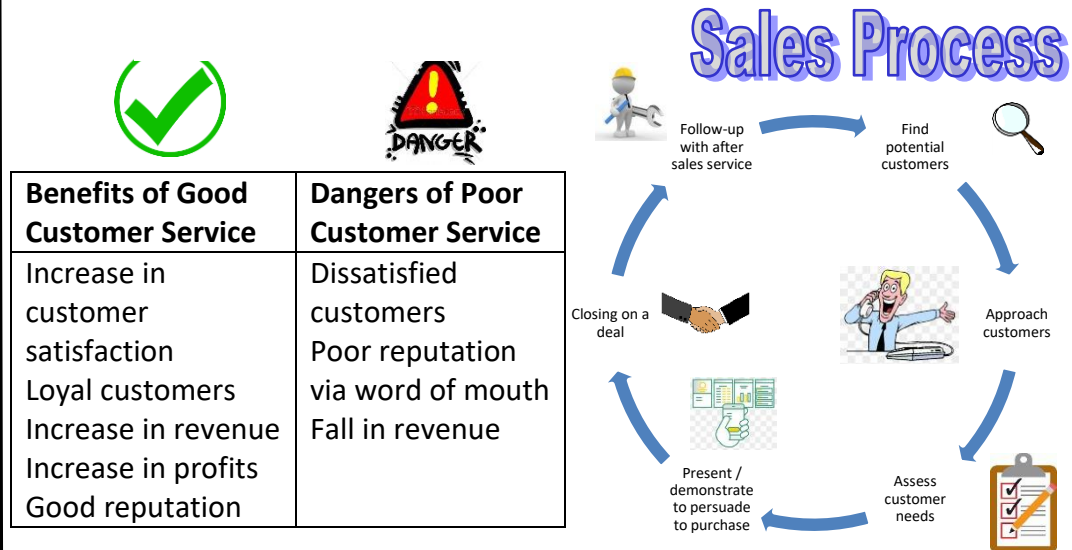 Sales Process
DANGER
Benefits of Good
Customer Service
Increase in
customer
satisfaction
Loyal customers
Increase in revenue
Increase in profits
Good reputation
Dangers of Poor
Customer Service
Dissatisfied
customers
Poor reputation
via word of mouth
Fall in revenue
Find
potential
customers
Approach
customers
Assess
customer
needs
Present /
demonstrate
to persuade
to purchase
Closing on a
deal
Follow-up
with after
sales service